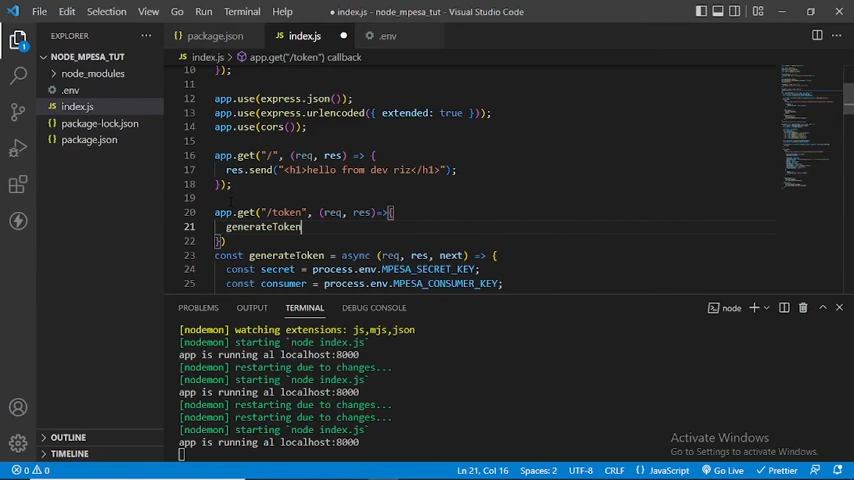 File Edit Selection View Go Run Terminal Help
● index.js - node_mpesa_tut - Visual Studio Code
EXPLORER
NODE_MPESA_TUT
node_modules
.env
JS index.js
package-lock.json
package.json
OUTLINE
TIMELINE
1
package.json
JS index.js ●
.env
JS index.js > app.get("/token") callback
10 });
11
12 app.use(express.json());
13 app.use(express.urlencoded({ extended: true }));
14 app.use(cors());
15
16 app.get("/", (req, res) => {
17 res.send("<h1>hello from dev riz</h1>");
18 });
19
20 app.get("/token", (req, res)=>{
21 generateToken
22 })
23 const generateToken = async (req, res, next) => {
24 const secret = process.env.MPESA_SECRET_KEY;
25 const consumer = process.env.MPESA_CONSUMER_KEY;
PROBLEMS OUTPUT TERMINAL DEBUG CONSOLE
node
[nodemon] watching extensions: js,mjs,json
[nodemon] starting `node index.js`
app is running al localhost:8000
[nodemon] restarting due to changes...
[nodemon] starting `node index.js`
app is running al localhost:8000
[nodemon] restarting due to changes...
[nodemon] restarting due to changes...
[nodemon] starting `node index.js`
app is running al localhost:8000
Activate Windows
Go to Settings to activate Windows.
0 0
Ln 21, Col 16 Spaces: 2 UTF-8 CRLF JavaScript Go Live Prettier